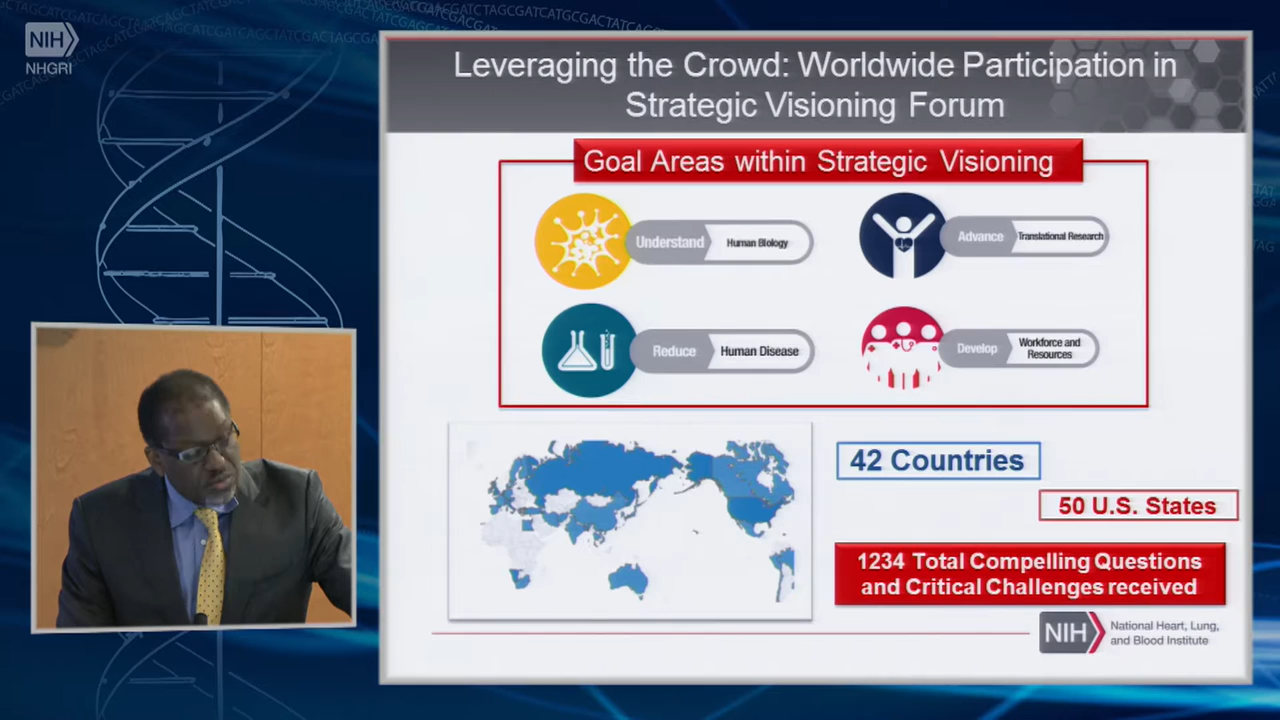 NIH
NHGRI
Leveraging the Crowd: Worldwide Participation in
Strategic Visioning Forum
Goal Areas within Strategic Visioning
Understand Human Biology
Advance Translational Research
Reduce Human Disease
Develop Workforce and
Resources
42 Countries
50 U.S. States
1234 Total Compelling Questions
and Critical Challenges received
NIH National Heart, Lung,
and Blood Institute